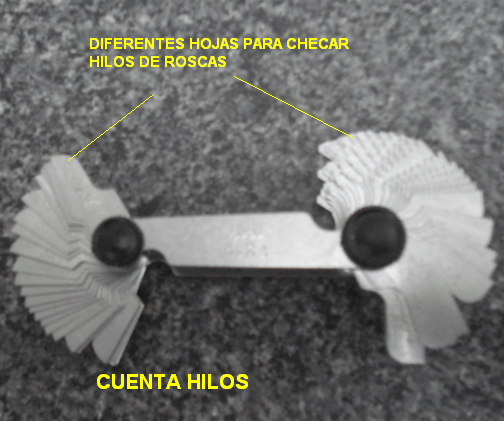 DIFERENTES HOJAS PARA CHECAR
HILOS DE ROSCAS
CUENTA HILOS